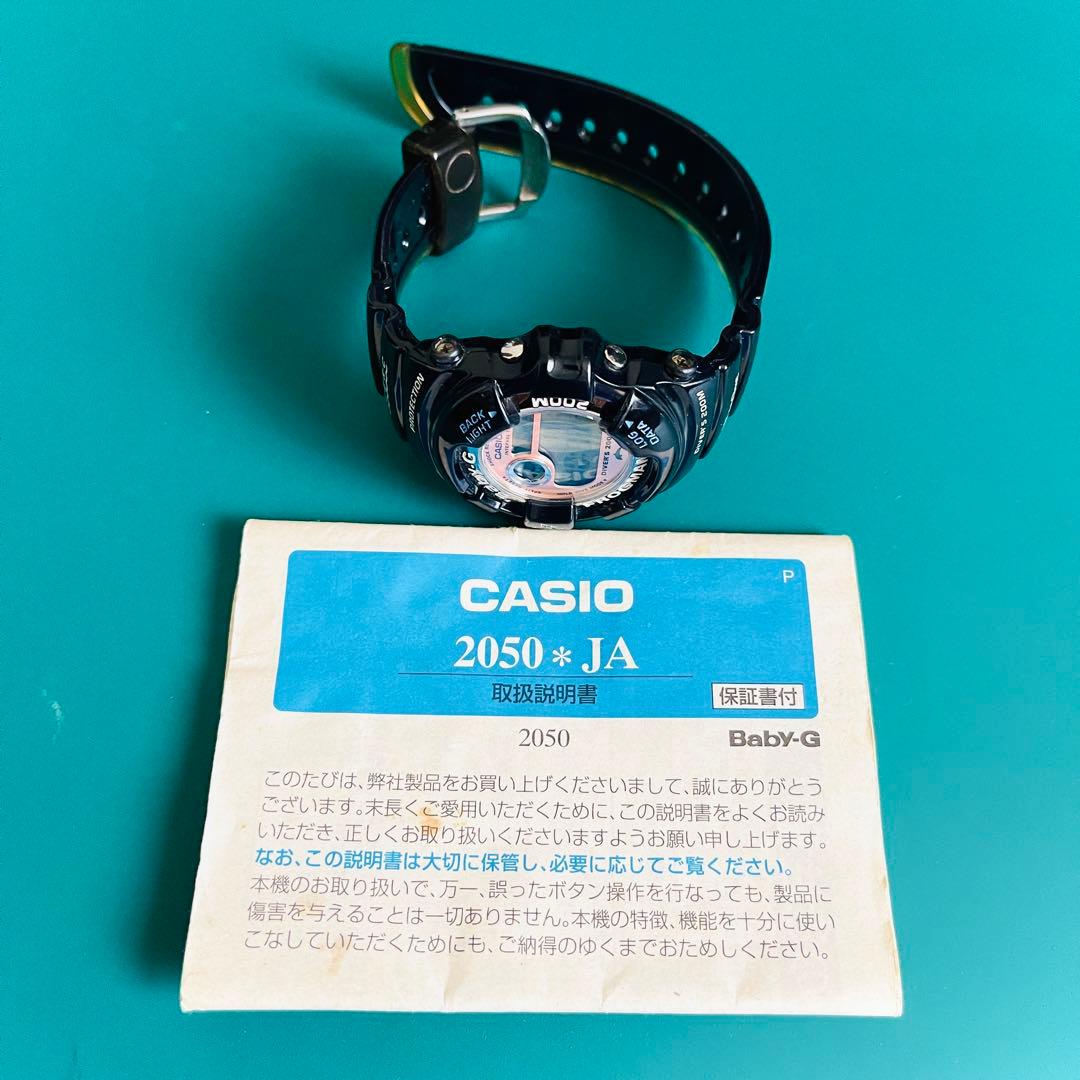 PROTECTION
200M
DIVER'S 200M
BACK
LIGHT
LOG
DATA
CASIO
BABY-G
FROGMAN
P
CASIO
2050*JA
取扱説明書
保証書付
2050
Baby-G
このたびは、弊社製品をお買い上げくださいまして、誠にありがとう
ございます。末長くご愛用いただくために、この説明書をよくお読み
いただき、正しくお取り扱いくださいますようお願い申し上げます。
なお、この説明書は大切に保管し、必要に応じてご覧ください。
本機のお取り扱いで、万一、誤ったボタン操作を行なっても、製品に
傷害を与えることは一切ありません。本機の特徴、機能を十分に使い
こなしていただくためにも、ご納得のゆくまでおためしください。